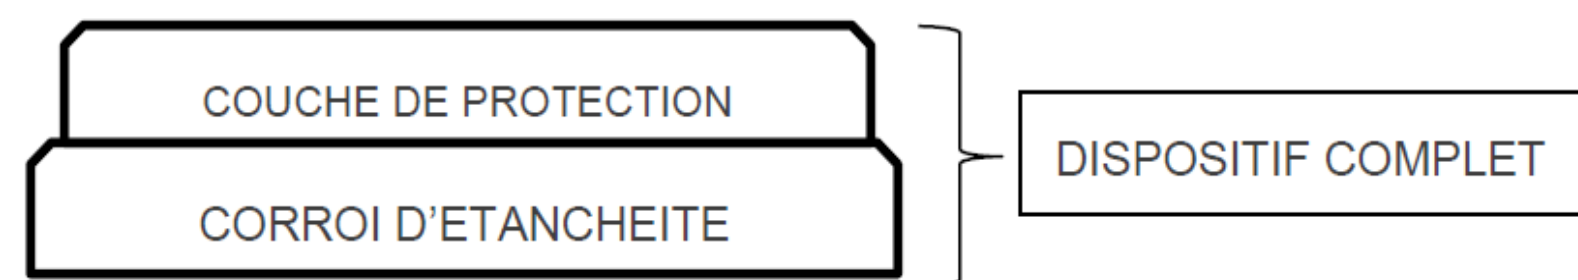 COUCHE DE PROTECTION
DISPOSITIF COMPLET
CORROI D’ETANCHEITE